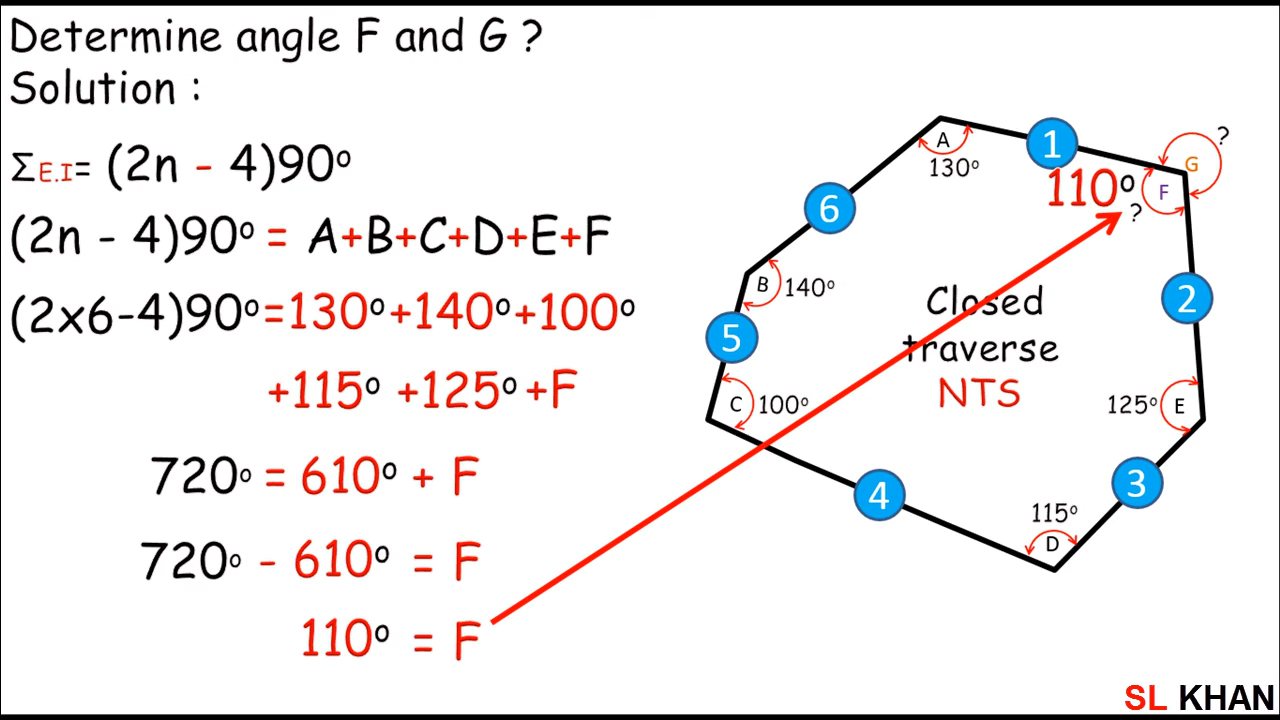 Determine angle F and G ?
Solution :
ΣE.I= (2n - 4)90º
(2n - 4)90º = A+B+C+D+E+F
(2x6-4)90º=130º+140º+100º
+115º +125º +F
720º = 610º + F
720º - 610º = F
110º = F
A
130º
1
110º
?
F
G
?
6
B
140º
2
Closed
traverse
NTS
5
C
100º
125º
E
4
3
115º
D
SL KHAN